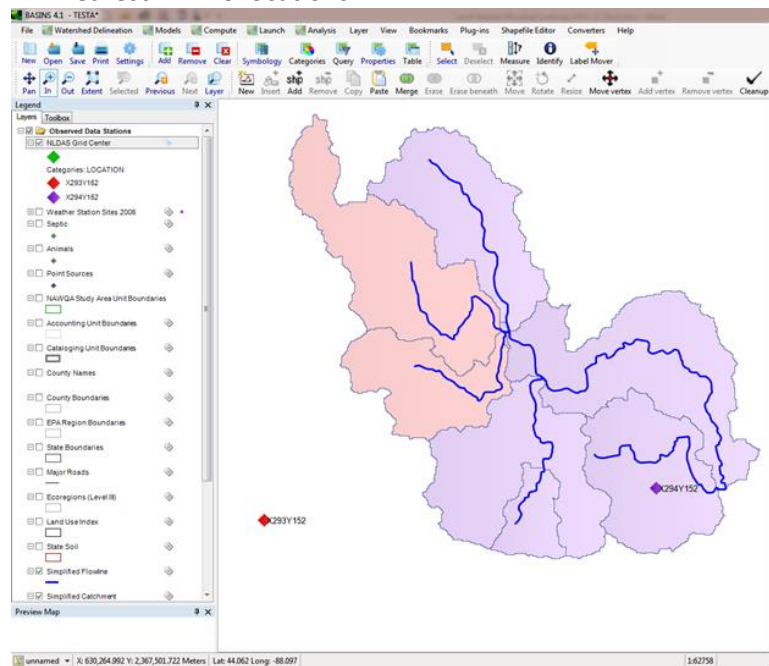 BASINS 4.1 - TESTA*
File Watershed Delineation Models Compute Launch Analysis Layer View Bookmarks Plug-ins Shapefile Editor Converters Help
New Open Save Print Settings Add Remove Clear Symbology Categories Query Properties Table Select Deselect Measure Identify Label Mover
Pan In Out Extent Selected Previous Next Layer New Insert Add Remove Copy Paste Merge Erase Erase beneath Move Rotate Resize Move vertex Add vertex Remove vertex Cleanup
Legend
Layers Toolbox
Observed Data Stations
NLDAS Grid Center
Categories: LOCATION
X293Y152
X294Y152
Weather Station Sites 2006
Septic
Animals
Point Sources
NAWQA Study Area Unit Boundaries
Accounting Unit Boundaries
Cataloging Unit Boundaries
County Names
County Boundaries
EPA Region Boundaries
State Boundaries
Major Roads
Ecoregions (Level III)
Land Use Index
State Soil
Simplified Flowline
Simplified Catchment
Preview Map
X294Y152
X293Y152
unnamed X: 630,264.992 Y: 2,367,501.722 Meters Lat: 44.062 Long: -88.097 1:62758